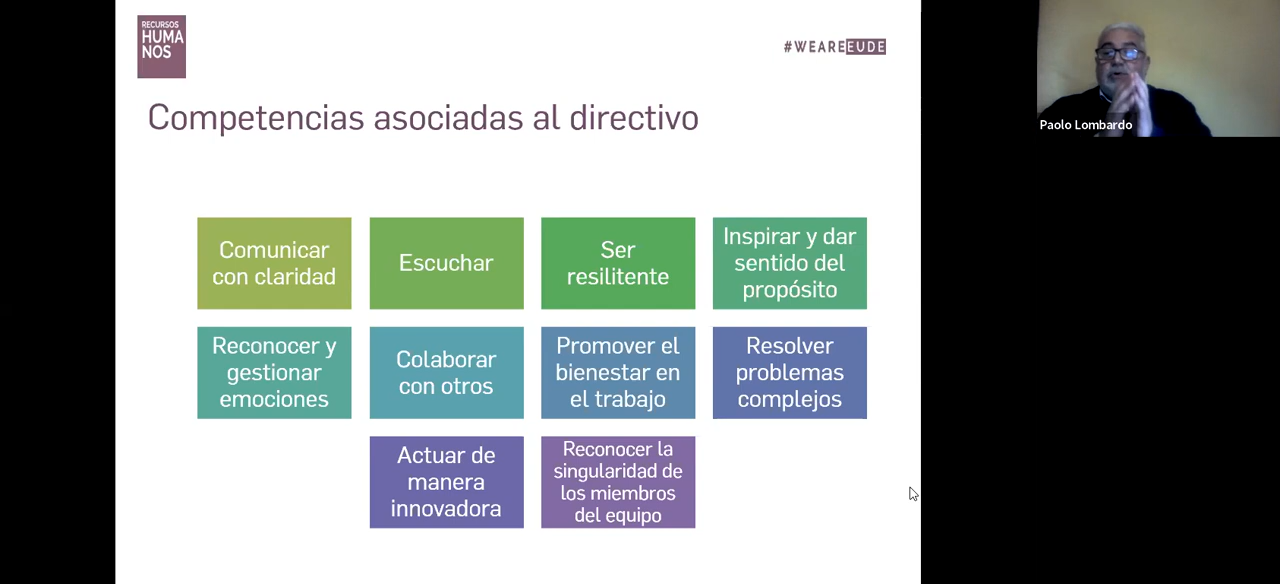 RECURSOS
HUMA
NOS
#WEAREEUDE
Paolo Lombardo
Competencias asociadas al directivo
Comunicar
con claridad
Escuchar
Ser
resilitente
Inspirar y dar
sentido del
propósito
Reconocer y
gestionar
emociones
Colaborar
con otros
Promover el
bienestar en
el trabajo
Resolver
problemas
complejos
Actuar de
manera
innovadora
Reconocer la
singularidad de
los miembros
del equipo